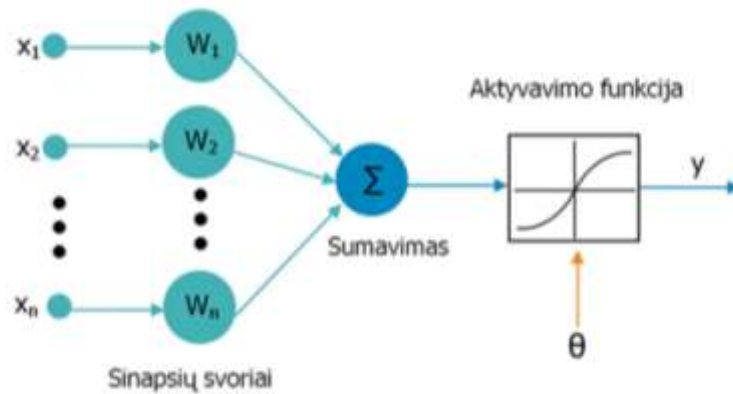 x₁
W₁
Aktyvavimo funkcija
x₂
W₂
Σ
y
Sumavimas
xₙ
Wₙ
θ
Sinapsių svoriai